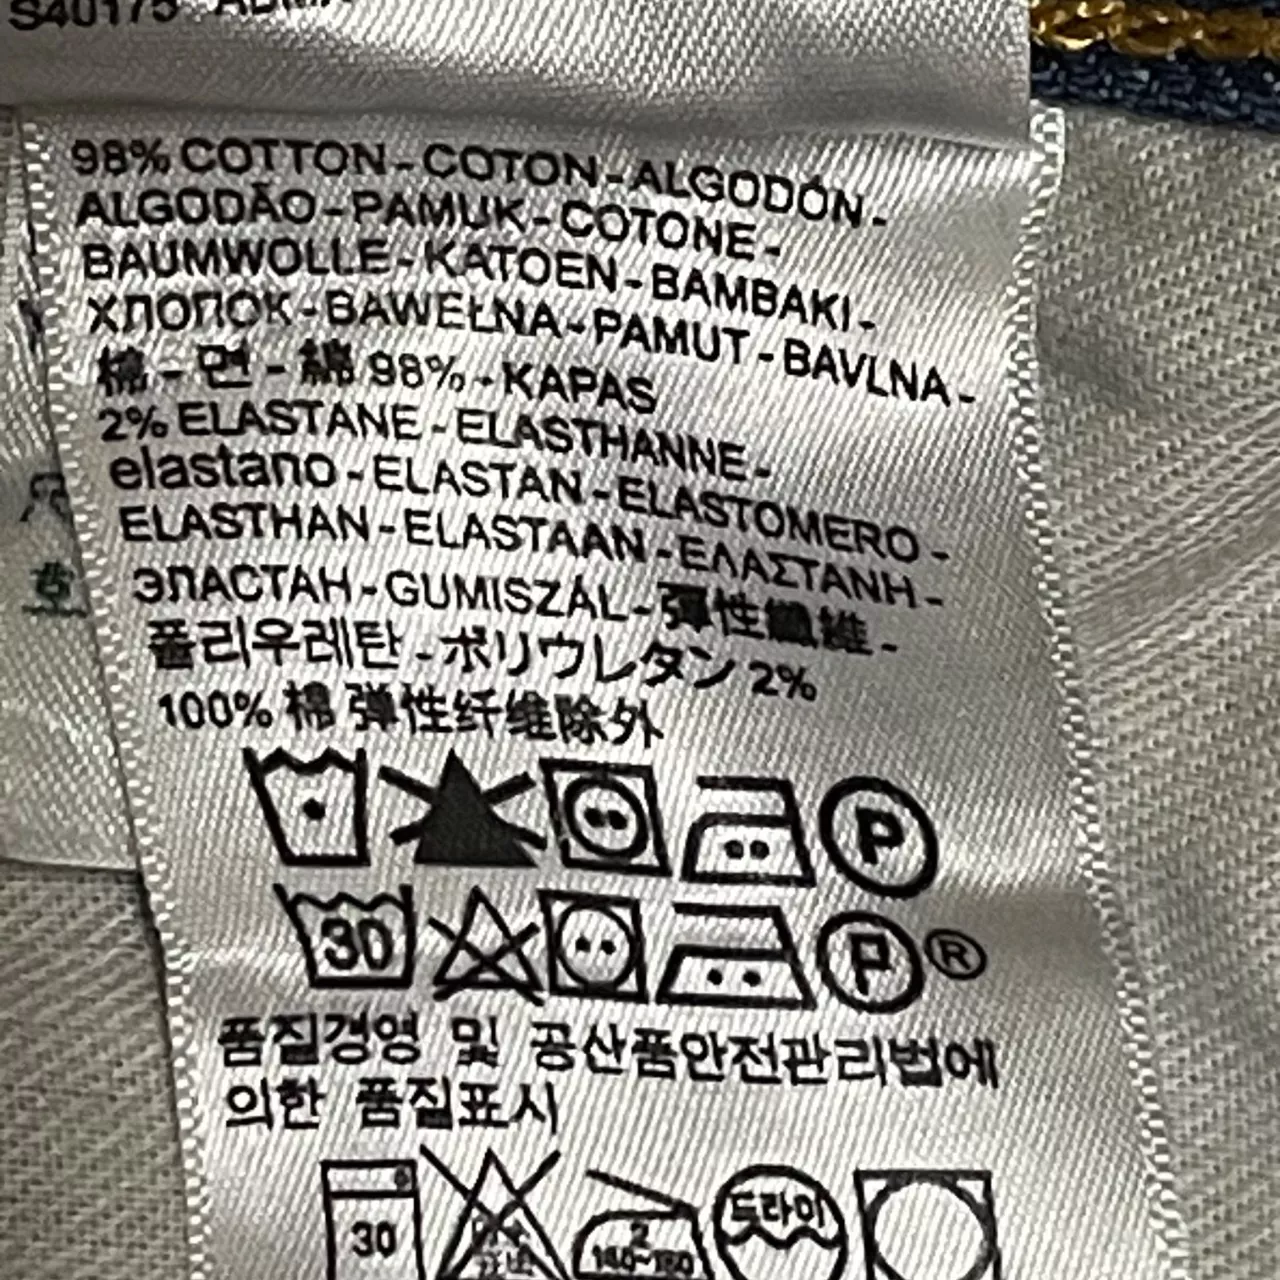 S40175
98% COTTON - COTON - ALGODÓN -
ALGODÃO - PAMUK - COTONE -
BAUMWOLLE - KATOEN - BAMBAKI -
ХЛОПОК - BAWEŁNA - PAMUT - BAVLNA -
棉 - 면 - 綿 98% - KAPAS
2% ELASTANE - ELASTHANNE -
elastano - ELASTAN - ELASTOMERO -
ELASTHAN - ELASTAAN - ΕΛΑΣΤΑΝΗ -
ЭЛАСТАН - GUMISZÁL - 彈性纖維 -
폴리우레탄 - ポリウレタン 2%
100% 棉 弹性纤维除外
P
30 P ®
품질경영 및 공산품안전관리법에
의한 품질표시
30 2 드라이